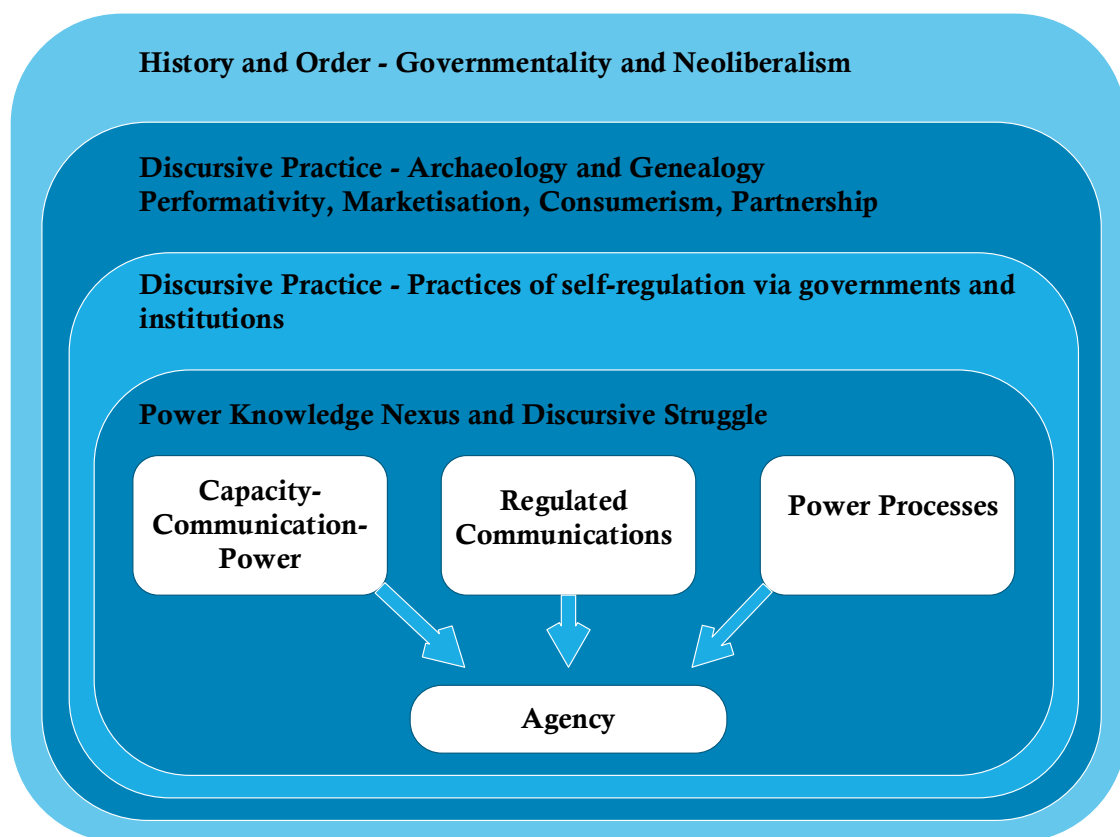 History and Order - Governmentality and Neoliberalism
Discursive Practice - Archaeology and Genealogy
Performativity, Marketisation, Consumerism, Partnership
Discursive Practice - Practices of self-regulation via governments and
institutions
Power Knowledge Nexus and Discursive Struggle
Capacity-
Communication-
Power
Regulated
Communications
Power Processes
Agency